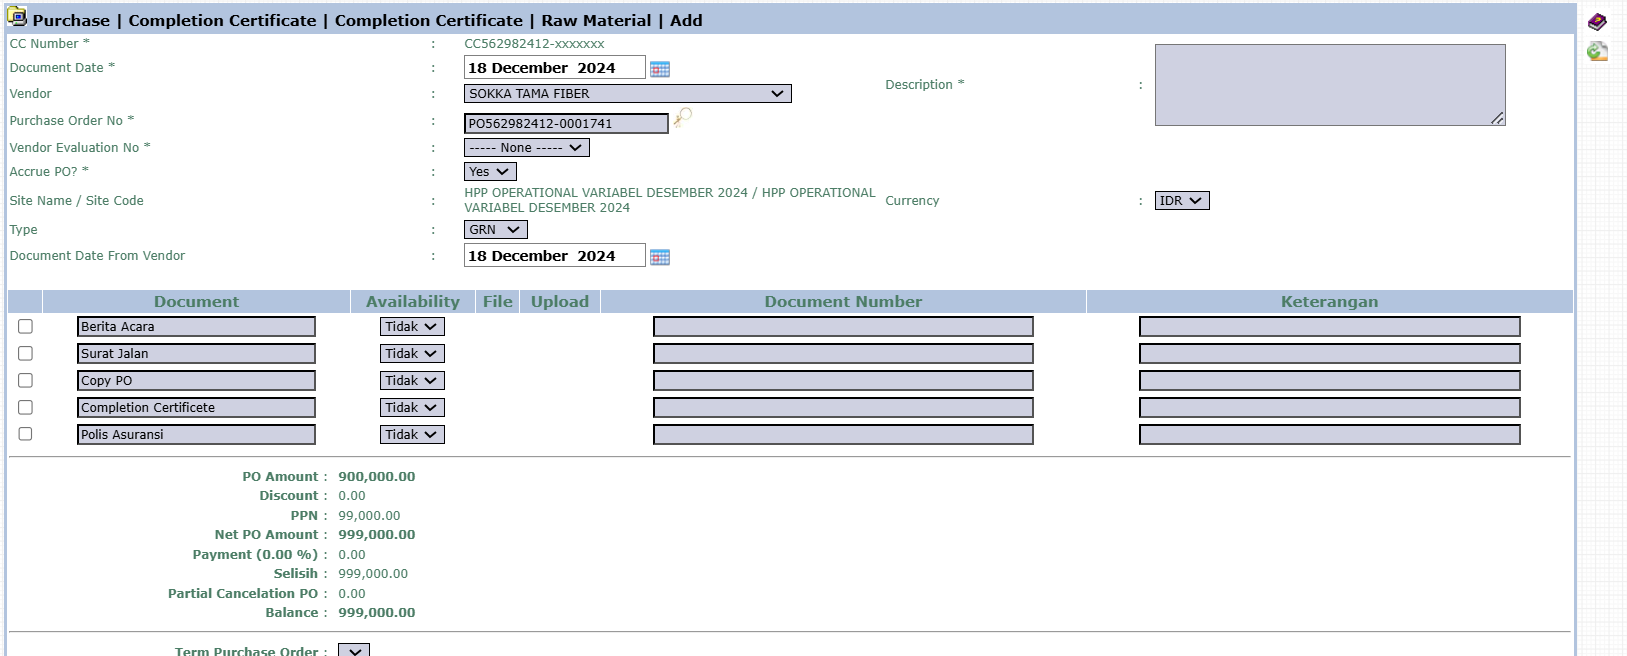 Purchase | Completion Certificate | Completion Certificate | Raw Material | Add
CC Number * : CC562982412-xxxxxxx
Document Date * : 18 December 2024
Description * :
Vendor : SOKKA TAMA FIBER
Purchase Order No * : PO562982412-0001741
Vendor Evaluation No * : ----- None -----
Accrue PO? * : Yes
Site Name / Site Code : HPP OPERATIONAL VARIABEL DESEMBER 2024 / HPP OPERATIONAL
VARIABEL DESEMBER 2024
Currency : IDR
Type : GRN
Document Date From Vendor : 18 December 2024
Document Availability File Upload Document Number Keterangan
Berita Acara Tidak
Surat Jalan Tidak
Copy PO Tidak
Completion Certificete Tidak
Polis Asuransi Tidak
PO Amount : 900,000.00
Discount : 0.00
PPN : 99,000.00
Net PO Amount : 999,000.00
Payment (0.00 %) : 0.00
Selisih : 999,000.00
Partial Cancelation PO : 0.00
Balance : 999,000.00
Term Purchase Order :